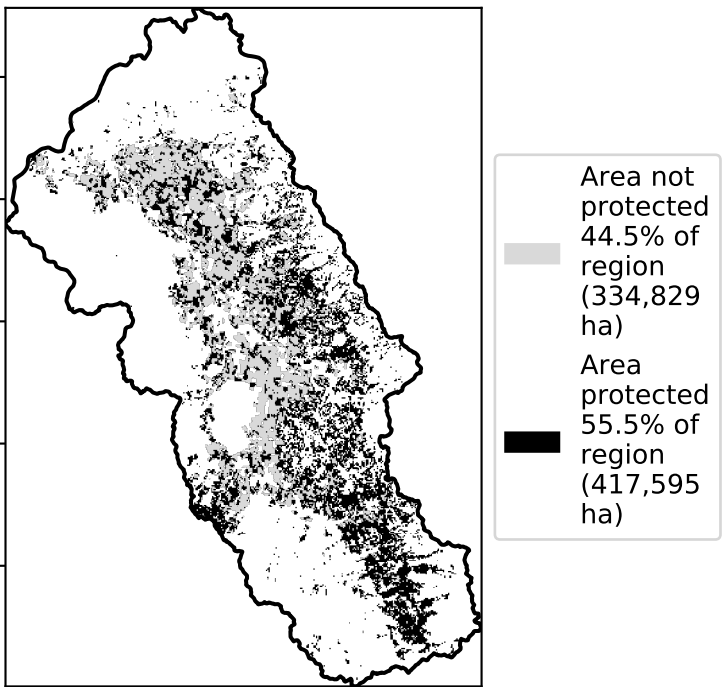 Area not
protected
44.5% of
region
(334,829
ha)
Area
protected
55.5% of
region
(417,595
ha)